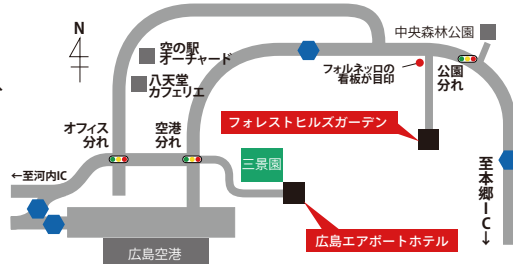 N
中央森林公園
空の駅
オーチャード
フォルネッロの
看板が目印
八天堂
カフェリエ
公園
分れ
フォレストヒルズガーデン
オフィス
分れ
空港
分れ
三景園
←至河内IC
至本郷IC→
広島エアポートホテル
広島空港